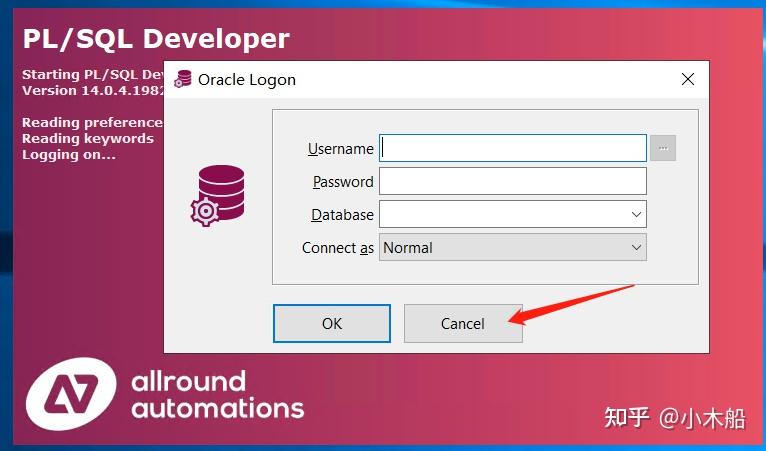 PL/SQL Developer
Starting PL/SQL Dev
Version 14.0.4.1982
Reading preference
Reading keywords
Logging on...
Oracle Logon
Username
...
Password
Database
Connect as Normal
OK Cancel
allround
automations
知乎 @小木船